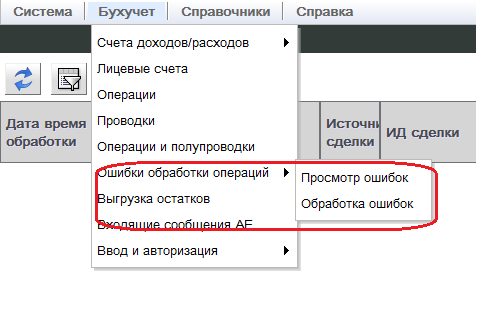 Система Бухучет Справочники Справка
Счета доходов/расходов
Лицевые счета
Операции
Проводки
Операции и полупроводки
Ошибки обработки операций
Выгрузка остатков
Входящие сообщения AE
Ввод и авторизация
Просмотр ошибок
Обработка ошибок
Дата время
обработки
Источни
сделки
ИД сделки